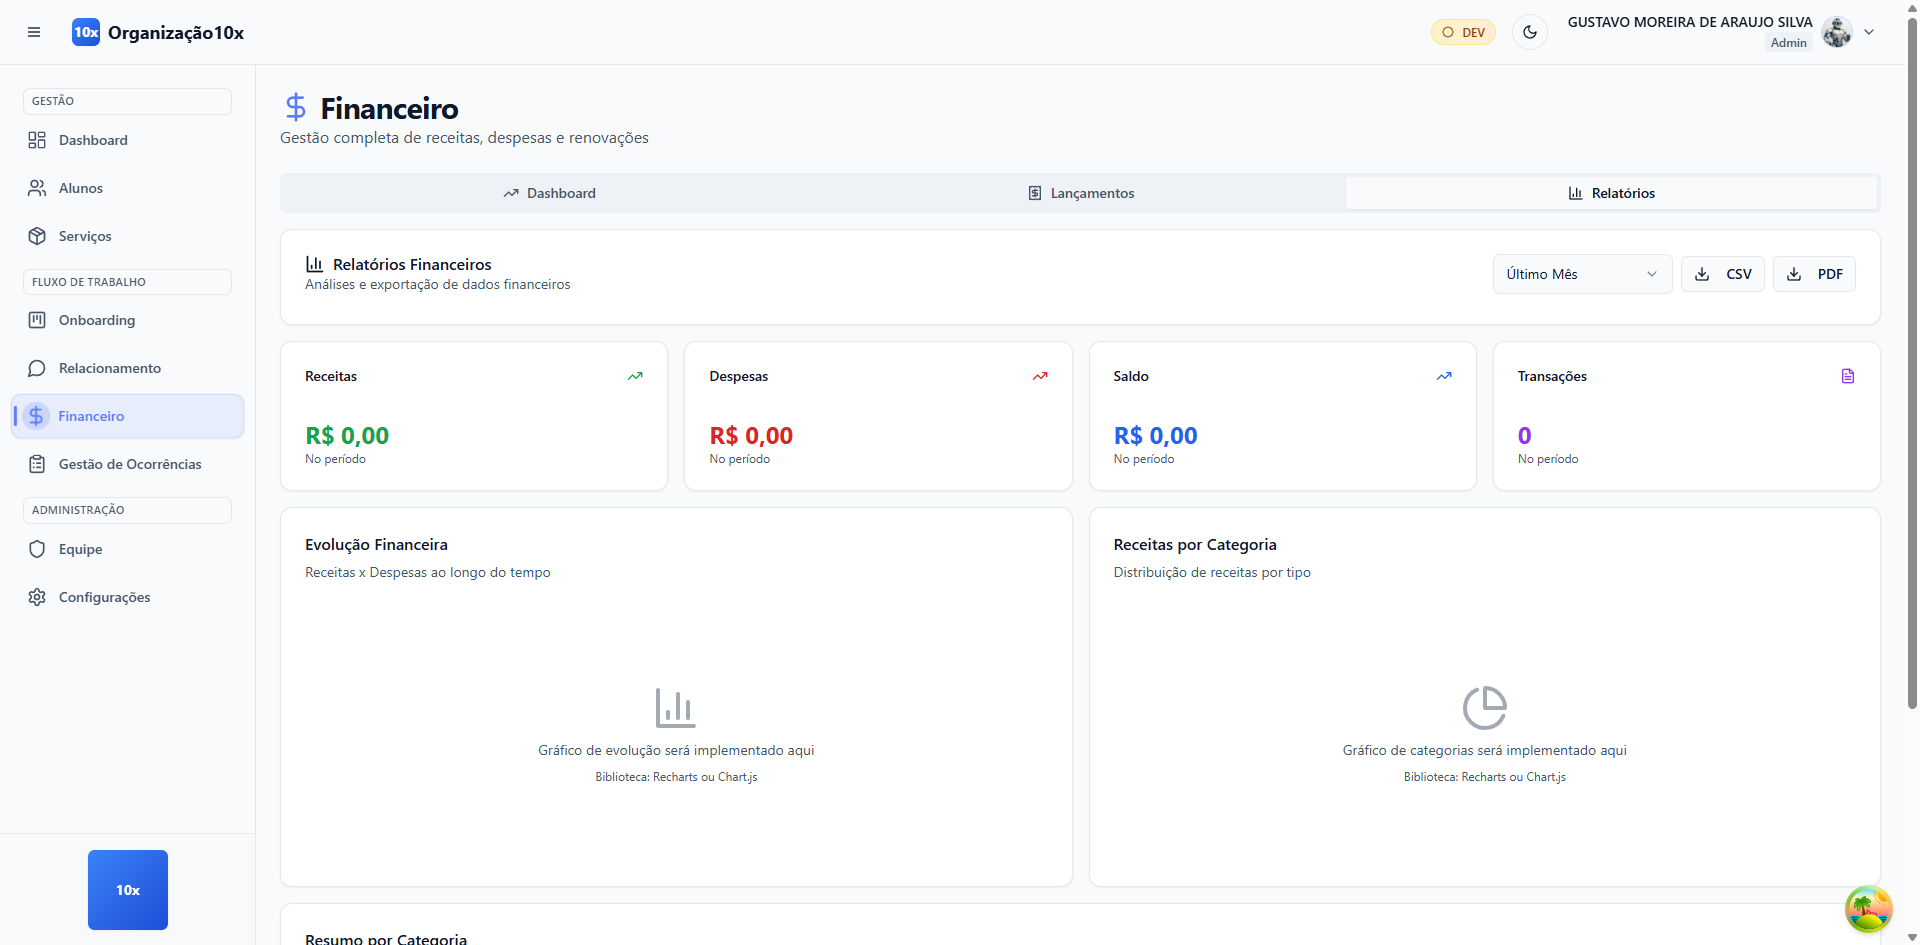 10x Organização10x
DEV
GUSTAVO MOREIRA DE ARAUJO SILVA
Admin
GESTÃO
Dashboard
Alunos
Serviços
FLUXO DE TRABALHO
Onboarding
Relacionamento
Financeiro
Gestão de Ocorrências
ADMINISTRAÇÃO
Equipe
Configurações
10x
Financeiro
Gestão completa de receitas, despesas e renovações
Dashboard
Lançamentos
Relatórios
Relatórios Financeiros
Análises e exportação de dados financeiros
Último Mês
CSV
PDF
Receitas
R$ 0,00
No período
Despesas
R$ 0,00
No período
Saldo
R$ 0,00
No período
Transações
0
No período
Evolução Financeira
Receitas x Despesas ao longo do tempo
Gráfico de evolução será implementado aqui
Biblioteca: Recharts ou Chart.js
Receitas por Categoria
Distribuição de receitas por tipo
Gráfico de categorias será implementado aqui
Biblioteca: Recharts ou Chart.js
Resumo por Categoria